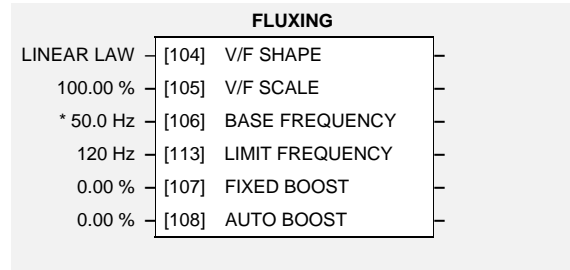 FLUXING
LINEAR LAW – [104] V/F SHAPE –
100.00 % – [105] V/F SCALE –
* 50.0 Hz – [106] BASE FREQUENCY –
120 Hz – [113] LIMIT FREQUENCY –
0.00 % – [107] FIXED BOOST –
0.00 % – [108] AUTO BOOST –